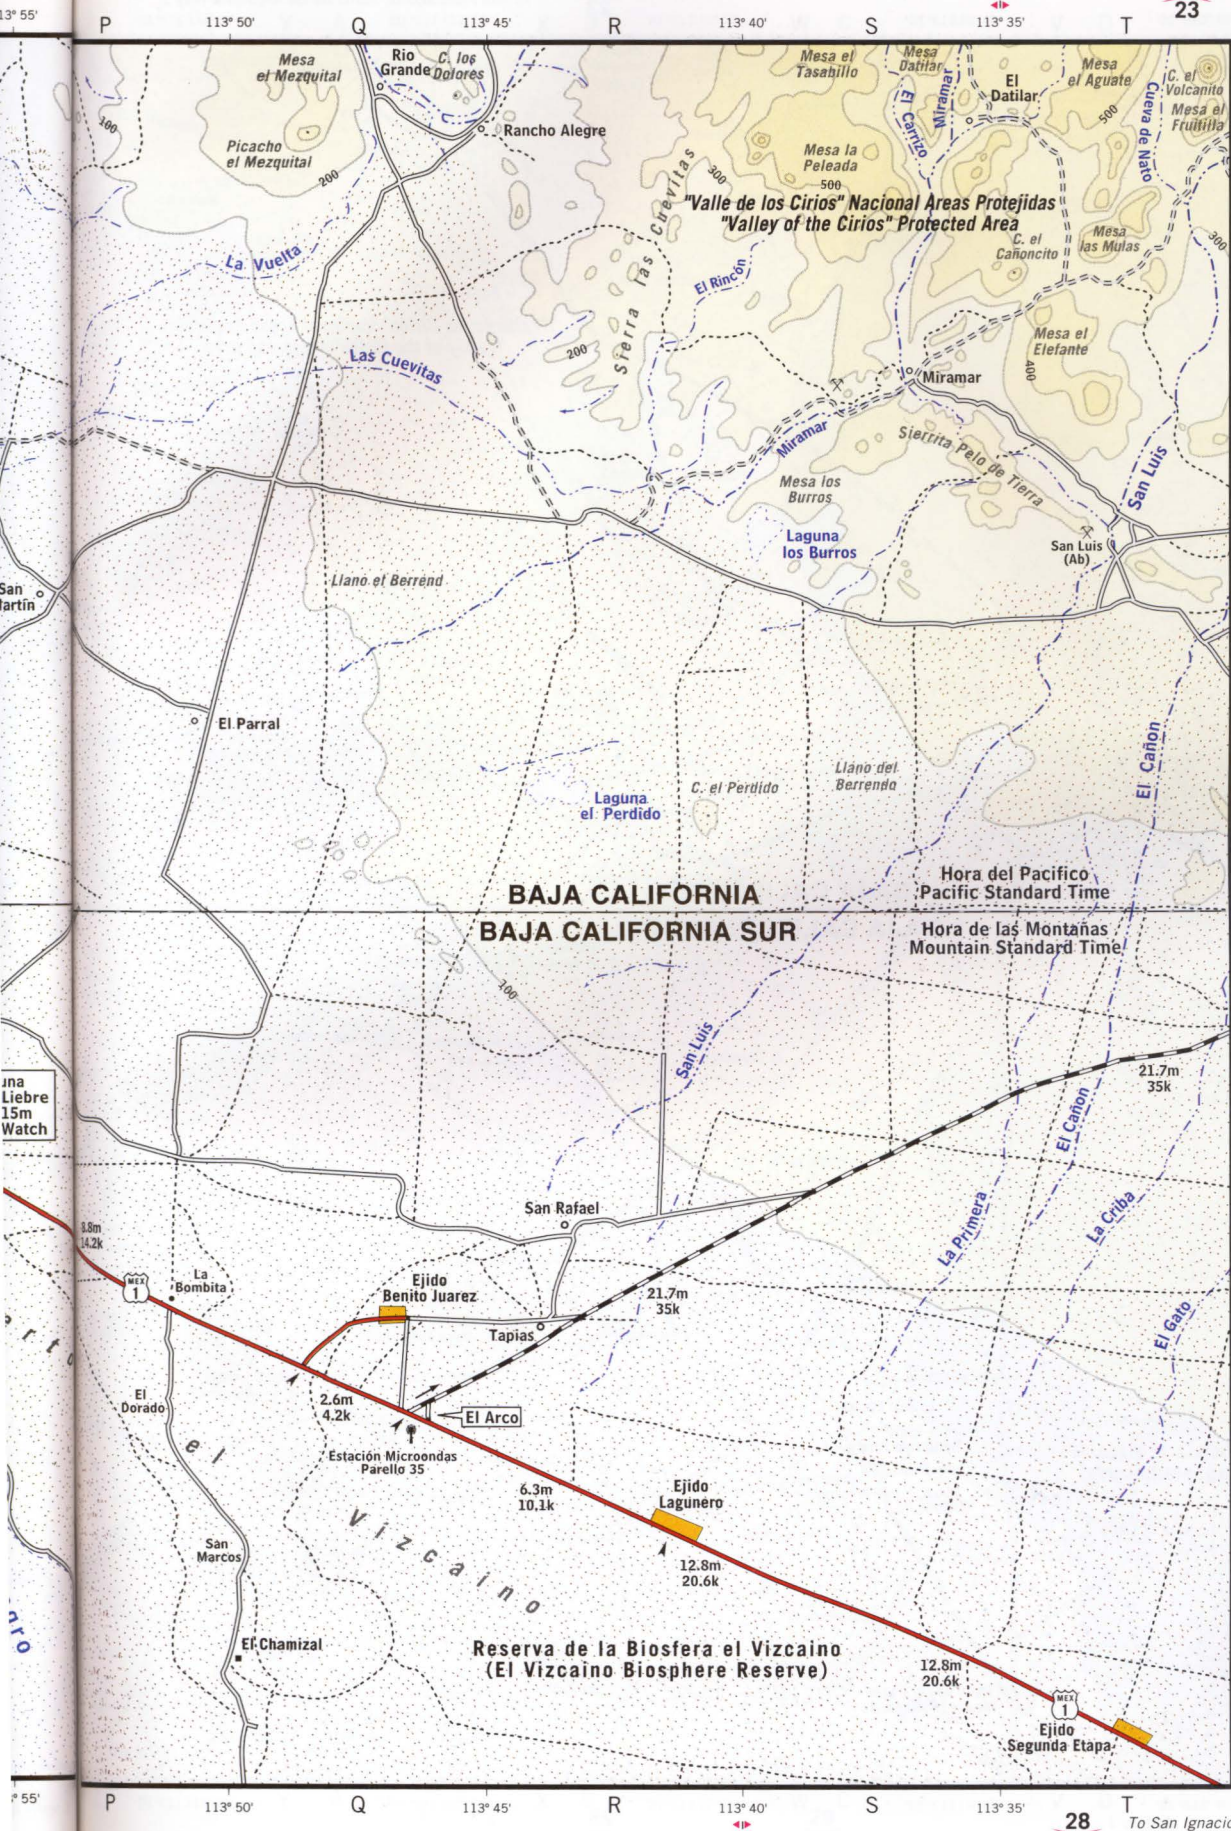 13° 55'
P
113° 50'
Q
113° 45'
R
113° 40'
S
113° 35'
T
23
Mesa
el Mezquital
Rio
Grande
C. los
Dolores
Mesa el
Tasabillo
Mesa
Datilar
Miramar
El Carrizo
El
Datilar
Mesa
el Aguate
500
Cueva de Nato
C. el
Volcanito
Mesa el
Frutilla
100
Picacho
el Mezquital
200
Rancho Alegre
Mesa la
Peleada
500
300
"Valle de los Cirios" Nacional Areas Protejidas
"Valley of the Cirios" Protected Area
C. el
Cañoncito
Mesa
las Mulas
300
La Vuelta
Sierra las Cuevitas
El Rincón
200
Las Cuevitas
Mesa el
Elefante
400
Miramar
Miramar
Sierrita Pelo de Tierra
San Luis
Mesa los
Burros
Laguna
los Burros
San Luis
(Ab)
Llano el Berrend
San
Martín
El Parral
Laguna
el Perdido
C. el Perdido
Llano del
Berrendo
El Cañon
Hora del Pacifico
Pacific Standard Time
BAJA CALIFORNIA
BAJA CALIFORNIA SUR
Hora de las Montañas
Mountain Standard Time
100
San Luis
una
Liebre
15m
Watch
21.7m
35k
El Cañon
La Criba
La Primera
San Rafael
8.8m
14.2k
MEX
1
La
Bombita
Ejido
Benito Juarez
21.7m
35k
Tapias
El Gato
El
Dorado
2.6m
4.2k
El Arco
Estación Microondas
Parello 35
el
Vizcaino
6.3m
10.1k
Ejido
Lagunero
12.8m
20.6k
San
Marcos
El Chamizal
Reserva de la Biosfera el Vizcaino
(El Vizcaino Biosphere Reserve)
12.8m
20.6k
MEX
1
Ejido
Segunda Etapa
° 55'
P
113° 50'
Q
113° 45'
R
113° 40'
S
113° 35'
T
28
To San Ignacio